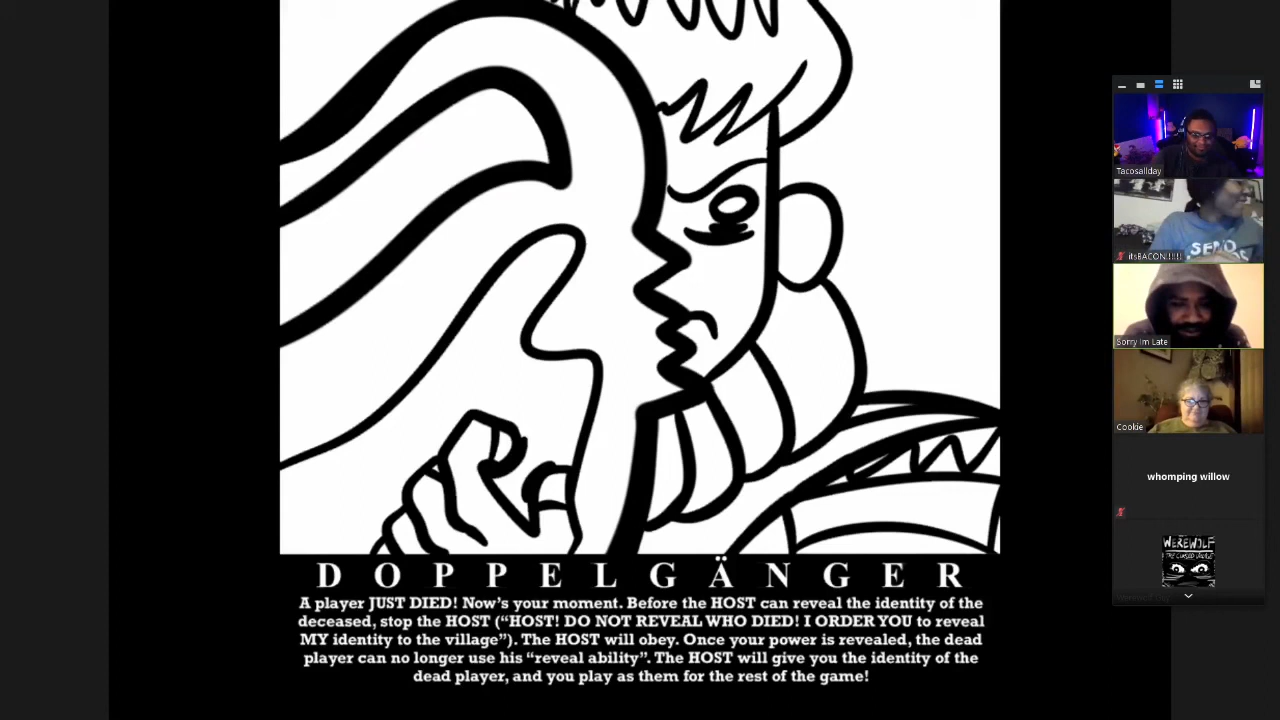 Tacosallday
SEND
itsBACON!!!!!!
Sorry Im Late
Cookie
whomping willow
WEREWOLF
THE CURSED VILLAGE
DOPPELGÄNGER
A player JUST DIED! Now's your moment. Before the HOST can reveal the identity of the
deceased, stop the HOST (“HOST! DO NOT REVEAL WHO DIED! I ORDER YOU to reveal
MY identity to the village”). The HOST will obey. Once your power is revealed, the dead
player can no longer use his “reveal ability”. The HOST will give you the identity of the
dead player, and you play as them for the rest of the game!